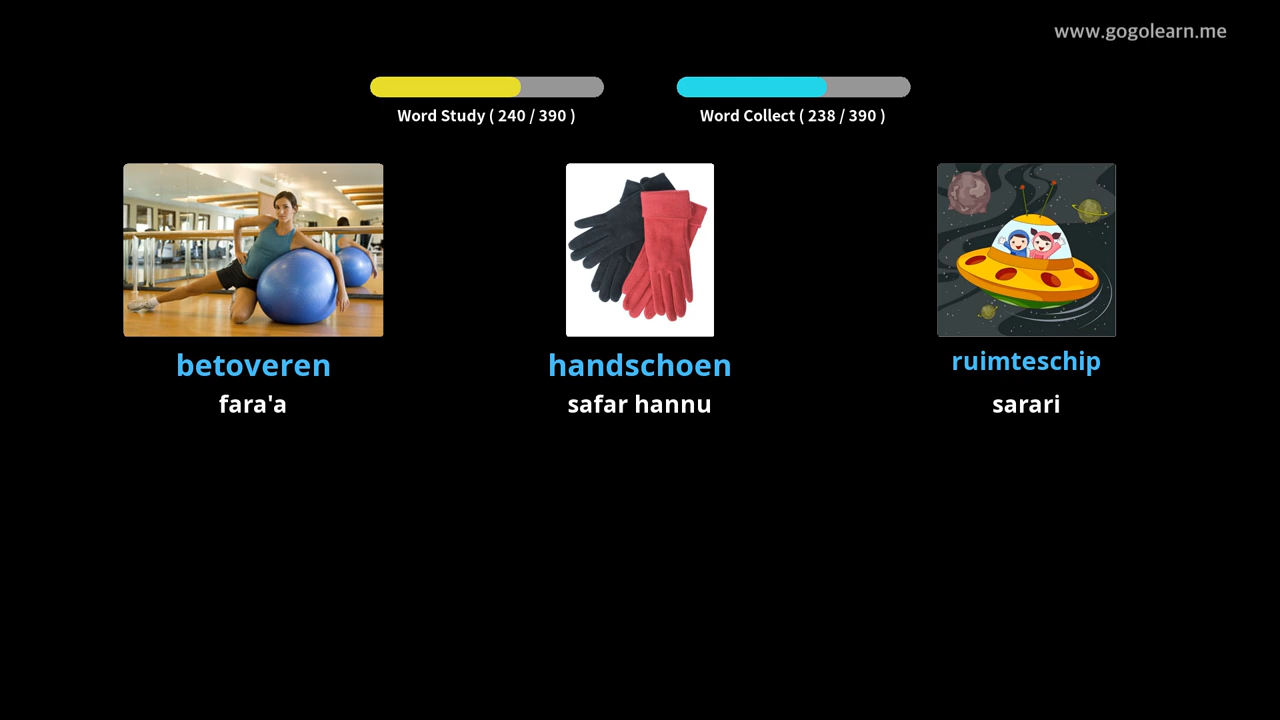 www.gogolearn.me
Word Study ( 240 / 390 )
Word Collect ( 238 / 390 )
betoveren
handschoen
ruimteschip
fara'a
safar hannu
sarari